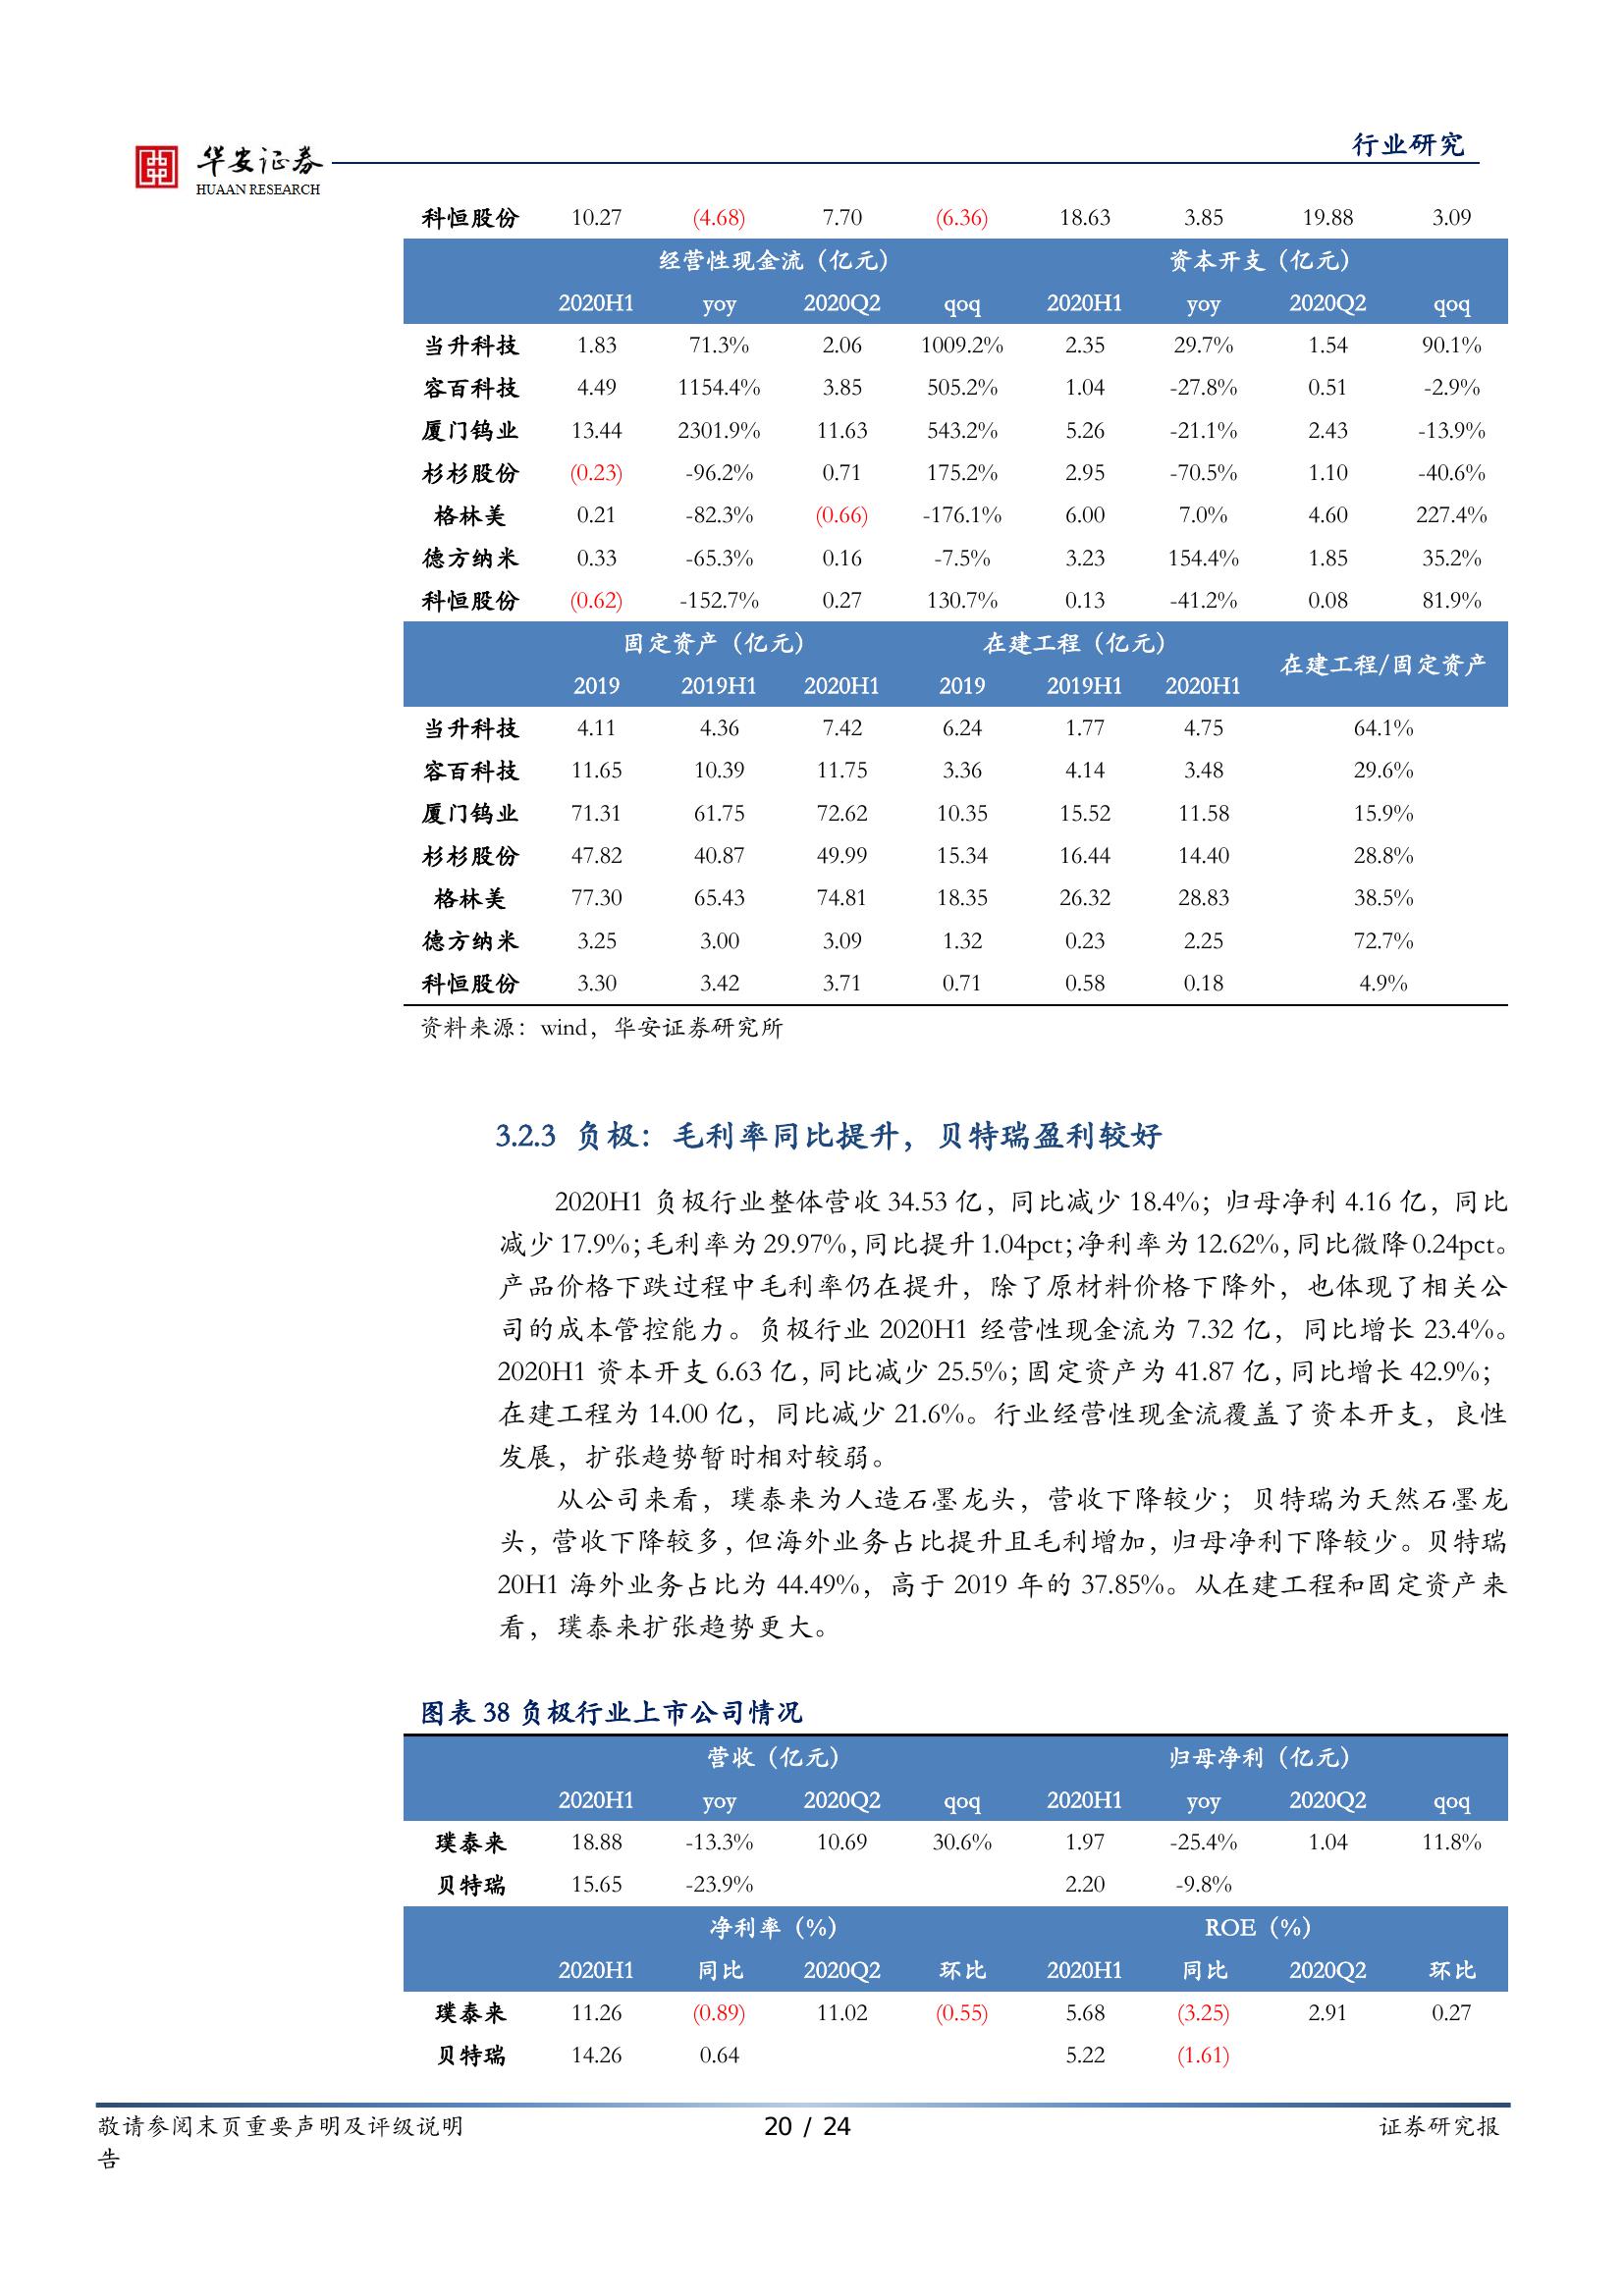 华安证券
HUAAN RESEARCH
行业研究
科恒股份 10.27 (4.68) 7.70 (6.36) 18.63 3.85 19.88 3.09
经营性现金流（亿元） 资本开支（亿元）
2020H1 yoy 2020Q2 qoq 2020H1 yoy 2020Q2 qoq
当升科技 1.83 71.3% 2.06 1009.2% 2.35 29.7% 1.54 90.1%
容百科技 4.49 1154.4% 3.85 505.2% 1.04 -27.8% 0.51 -2.9%
厦门钨业 13.44 2301.9% 11.63 543.2% 5.26 -21.1% 2.43 -13.9%
杉杉股份 (0.23) -96.2% 0.71 175.2% 2.95 -70.5% 1.10 -40.6%
格林美 0.21 -82.3% (0.66) -176.1% 6.00 7.0% 4.60 227.4%
德方纳米 0.33 -65.3% 0.16 -7.5% 3.23 154.4% 1.85 35.2%
科恒股份 (0.62) -152.7% 0.27 130.7% 0.13 -41.2% 0.08 81.9%
固定资产（亿元） 在建工程（亿元） 在建工程/固定资产
2019 2019H1 2020H1 2019 2019H1 2020H1
当升科技 4.11 4.36 7.42 6.24 1.77 4.75 64.1%
容百科技 11.65 10.39 11.75 3.36 4.14 3.48 29.6%
厦门钨业 71.31 61.75 72.62 10.35 15.52 11.58 15.9%
杉杉股份 47.82 40.87 49.99 15.34 16.44 14.40 28.8%
格林美 77.30 65.43 74.81 18.35 26.32 28.83 38.5%
德方纳米 3.25 3.00 3.09 1.32 0.23 2.25 72.7%
科恒股份 3.30 3.42 3.71 0.71 0.58 0.18 4.9%
资料来源：wind，华安证券研究所
3.2.3 负极：毛利率同比提升，贝特瑞盈利较好
2020H1 负极行业整体营收 34.53 亿，同比减少 18.4%；归母净利 4.16 亿，同比
减少 17.9%；毛利率为 29.97%，同比提升 1.04pct；净利率为 12.62%，同比微降 0.24pct。
产品价格下跌过程中毛利率仍在提升，除了原材料价格下降外，也体现了相关公
司的成本管控能力。负极行业 2020H1 经营性现金流为 7.32 亿，同比增长 23.4%。
2020H1 资本开支 6.63 亿，同比减少 25.5%；固定资产为 41.87 亿，同比增长 42.9%；
在建工程为 14.00 亿，同比减少 21.6%。行业经营性现金流覆盖了资本开支，良性
发展，扩张趋势暂时相对较弱。
从公司来看，璞泰来为人造石墨龙头，营收下降较少；贝特瑞为天然石墨龙
头，营收下降较多，但海外业务占比提升且毛利增加，归母净利下降较少。贝特瑞
20H1 海外业务占比为 44.49%，高于 2019 年的 37.85%。从在建工程和固定资产来
看，璞泰来扩张趋势更大。
图表 38 负极行业上市公司情况
营收（亿元） 归母净利（亿元）
2020H1 yoy 2020Q2 qoq 2020H1 yoy 2020Q2 qoq
璞泰来 18.88 -13.3% 10.69 30.6% 1.97 -25.4% 1.04 11.8%
贝特瑞 15.65 -23.9% 2.20 -9.8%
净利率（%） ROE（%）
2020H1 同比 2020Q2 环比 2020H1 同比 2020Q2 环比
璞泰来 11.26 (0.89) 11.02 (0.55) 5.68 (3.25) 2.91 0.27
贝特瑞 14.26 0.64 5.22 (1.61)
敬请参阅末页重要声明及评级说明 20 / 24 证券研究报
告